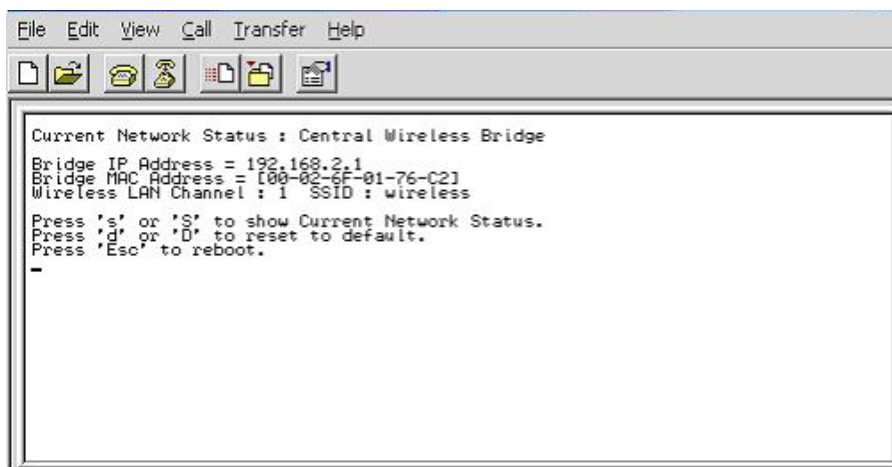 File Edit View Call Transfer Help
Current Network Status : Central Wireless Bridge
Bridge IP Address = 192.168.2.1
Bridge MAC Address = [00-02-6F-01-76-C2]
Wireless LAN Channel : 1 SSID : wireless
Press 's' or 'S' to show Current Network Status.
Press 'd' or 'D' to reset to default.
Press 'Esc' to reboot.